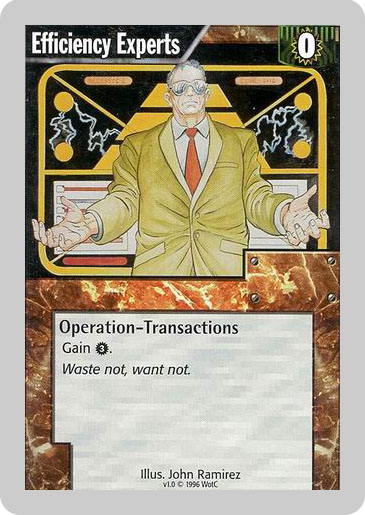 Efficiency Experts
0
Operation-Transactions
Gain 3.
Waste not, want not.
Illus. John Ramirez
v1.0 © 1996 WotC